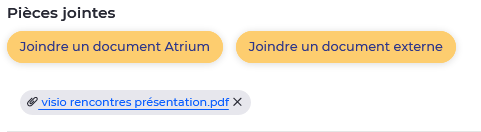 Pièces jointes
Joindre un document Atrium Joindre un document externe
visio rencontres présentation.pdf